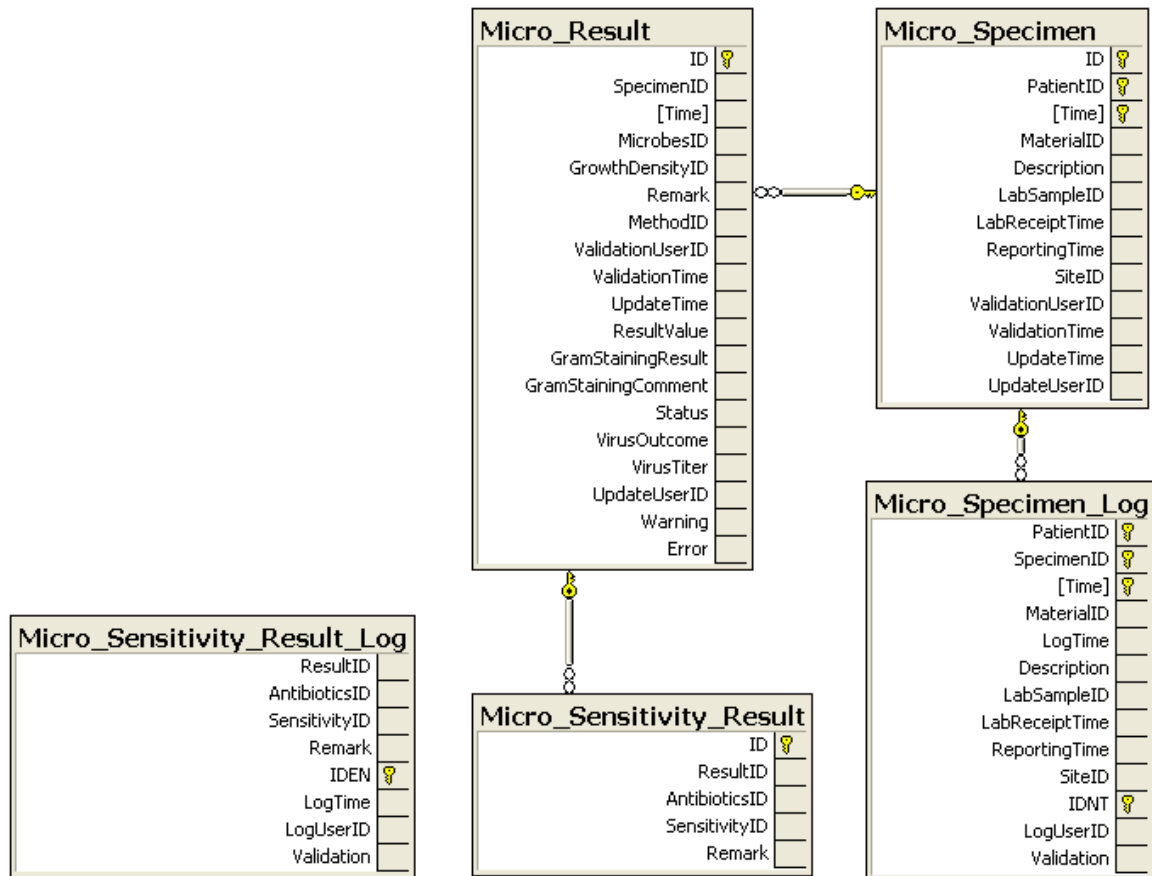 Micro_Result
ID
SpecimenID
[Time]
MicrobesID
GrowthDensityID
Remark
MethodID
ValidationUserID
ValidationTime
UpdateTime
ResultValue
GramStainingResult
GramStainingComment
Status
VirusOutcome
VirusTiter
UpdateUserID
Warning
Error
Micro_Specimen
ID
PatientID
[Time]
MaterialID
Description
LabSampleID
LabReceiptTime
ReportingTime
SiteID
ValidationUserID
ValidationTime
UpdateTime
UpdateUserID
Micro_Specimen_Log
PatientID
SpecimenID
[Time]
MaterialID
LogTime
Description
LabSampleID
LabReceiptTime
ReportingTime
SiteID
IDNT
LogUserID
Validation
Micro_Sensitivity_Result_Log
ResultID
AntibioticsID
SensitivityID
Remark
IDEN
LogTime
LogUserID
Validation
Micro_Sensitivity_Result
ID
ResultID
AntibioticsID
SensitivityID
Remark